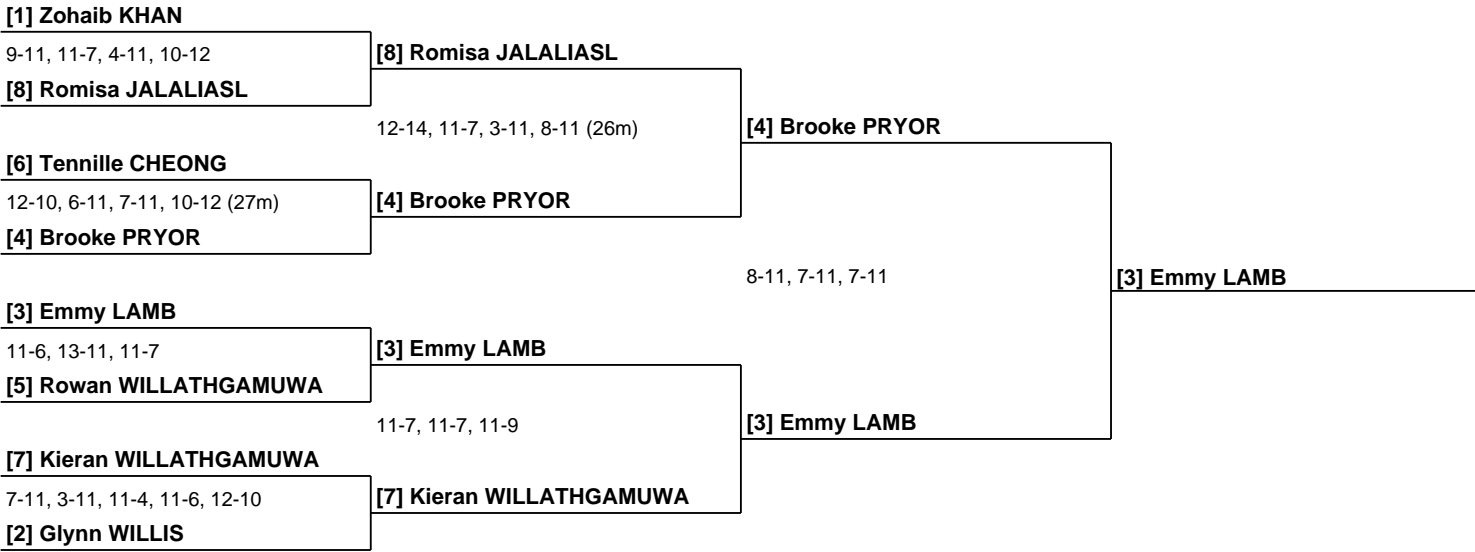 [1] Zohaib KHAN
9-11, 11-7, 4-11, 10-12
[8] Romisa JALALIASL
[8] Romisa JALALIASL
12-14, 11-7, 3-11, 8-11 (26m)
[4] Brooke PRYOR
[6] Tennille CHEONG
12-10, 6-11, 7-11, 10-12 (27m)
[4] Brooke PRYOR
[4] Brooke PRYOR
8-11, 7-11, 7-11
[3] Emmy LAMB
[3] Emmy LAMB
11-6, 13-11, 11-7
[3] Emmy LAMB
[5] Rowan WILLATHGAMUWA
11-7, 11-7, 11-9
[3] Emmy LAMB
[7] Kieran WILLATHGAMUWA
7-11, 3-11, 11-4, 11-6, 12-10
[7] Kieran WILLATHGAMUWA
[2] Glynn WILLIS